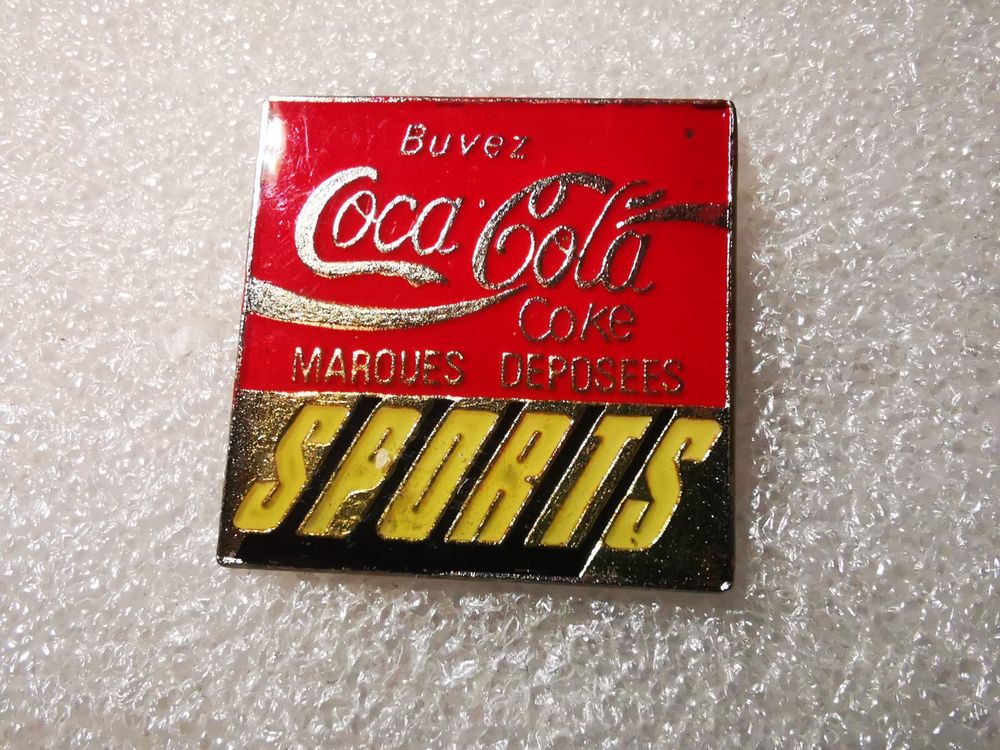 Buvez
Coca-Cola
Coke
MARQUES DEPOSEES
SPORTS